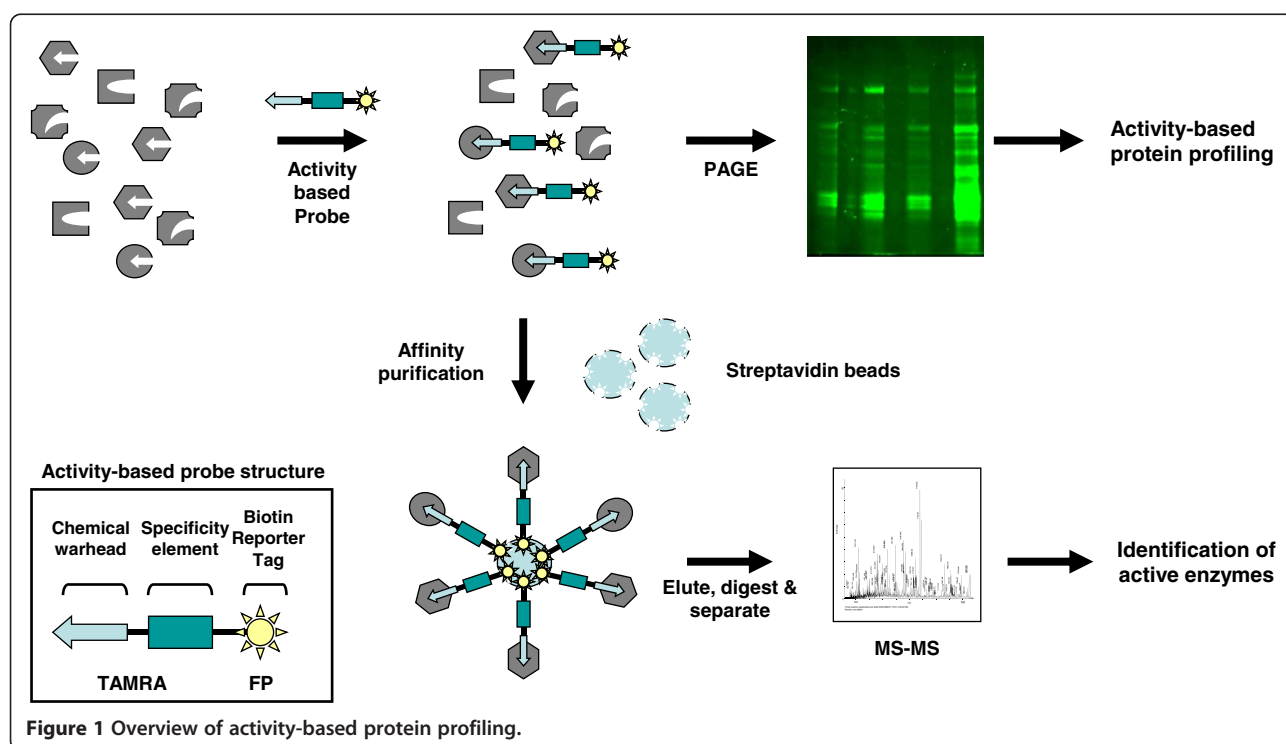 Activity
based
Probe
PAGE
Activity-based
protein profiling
Affinity
purification
Streptavidin beads
Activity-based probe structure
Chemical
warhead
Specificity
element
Biotin
Reporter
Tag
TAMRA
FP
Elute, digest &
separate
MS-MS
Identification of
active enzymes
Figure 1 Overview of activity-based protein profiling.